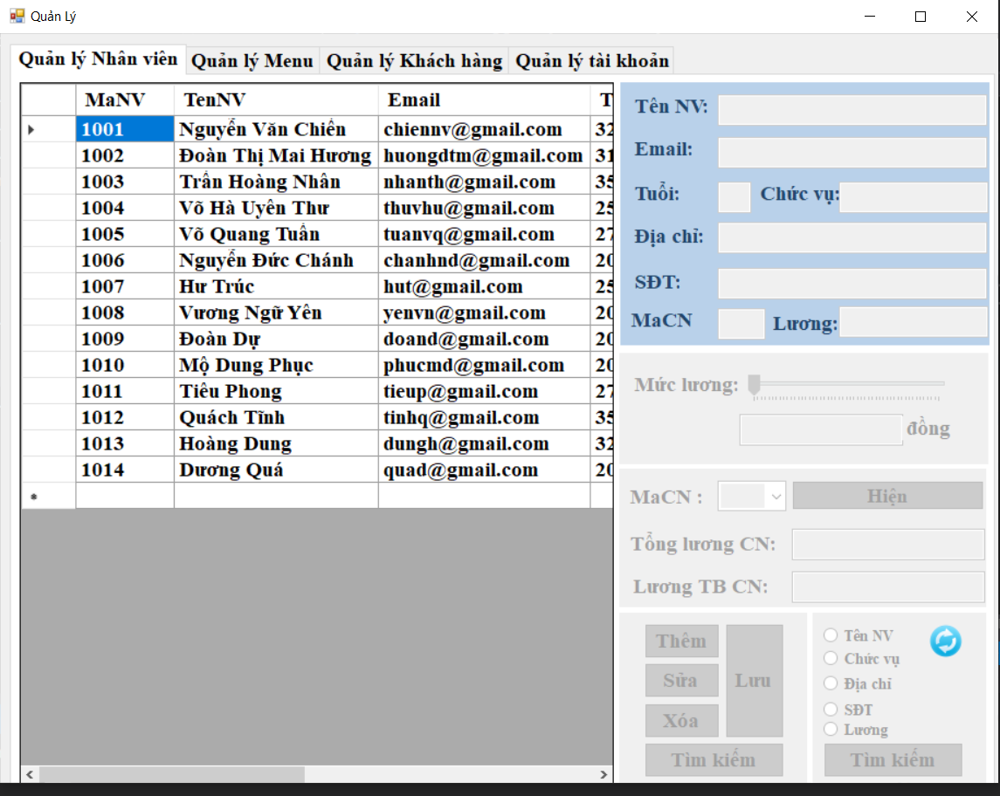 Quản Lý
Quản lý Nhân viên Quản lý Menu Quản lý Khách hàng Quản lý tài khoản
MaNV TenNV Email T
1001 Nguyễn Văn Chiến chiennv@gmail.com 32
1002 Đoàn Thị Mai Hương huongdtm@gmail.com 31
1003 Trần Hoàng Nhân nhanth@gmail.com 35
1004 Võ Hà Uyên Thư thuvhu@gmail.com 25
1005 Võ Quang Tuấn tuanvq@gmail.com 27
1006 Nguyễn Đức Chánh chanhnd@gmail.com 20
1007 Hư Trúc hut@gmail.com 25
1008 Vương Ngữ Yên yenvn@gmail.com 20
1009 Đoàn Dự doand@gmail.com 20
1010 Mộ Dung Phục phucmd@gmail.com 20
1011 Tiêu Phong tieup@gmail.com 27
1012 Quách Tĩnh tinhq@gmail.com 35
1013 Hoàng Dung dungh@gmail.com 32
1014 Dương Quá quad@gmail.com 20
Tên NV:
Email:
Tuổi: Chức vụ:
Địa chỉ:
SĐT:
MaCN Lương:
Mức lương:
đồng
MaCN : Hiện
Tổng lương CN:
Lương TB CN:
Thêm
Sửa
Xóa
Lưu
Tìm kiếm
Tên NV
Chức vụ
Địa chỉ
SĐT
Lương
Tìm kiếm